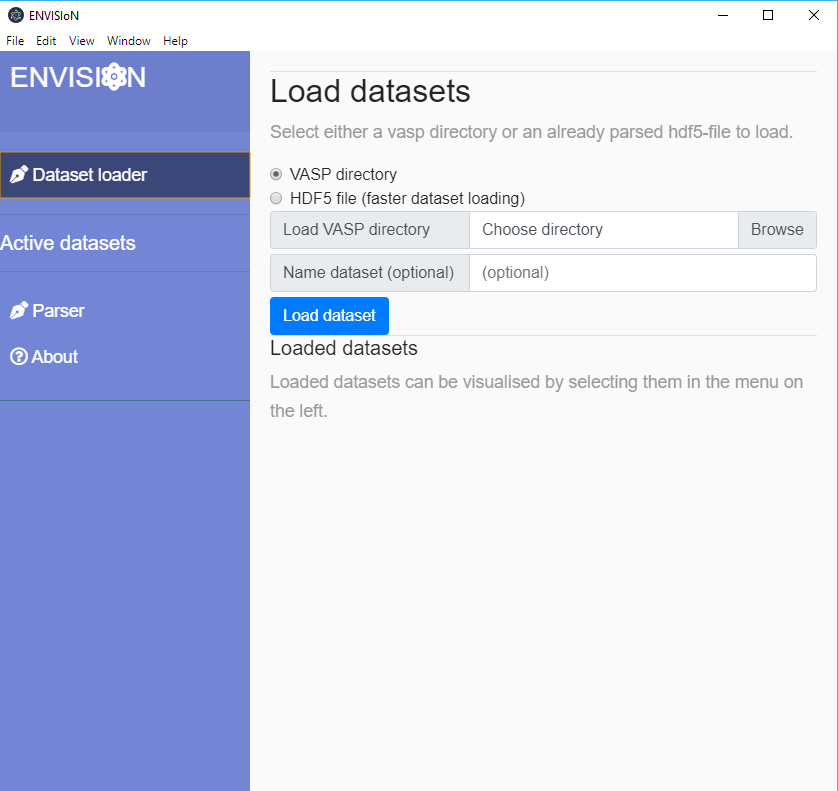 ENVISIoN
File Edit View Window Help
ENVISION
Dataset loader
Active datasets
Parser
About
Load datasets
Select either a vasp directory or an already parsed hdf5-file to load.
VASP directory
HDF5 file (faster dataset loading)
Load VASP directory Choose directory Browse
Name dataset (optional) (optional)
Load dataset
Loaded datasets
Loaded datasets can be visualised by selecting them in the menu on
the left.